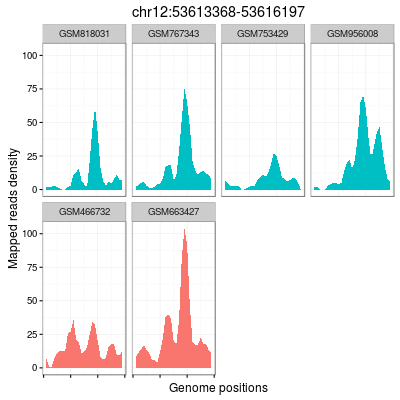 chr12:53613368-53616197
GSM818031 GSM767343 GSM753429 GSM956008
100
75
50
25
0
Mapped reads density
GSM466732 GSM663427
100
75
50
25
0
Genome positions